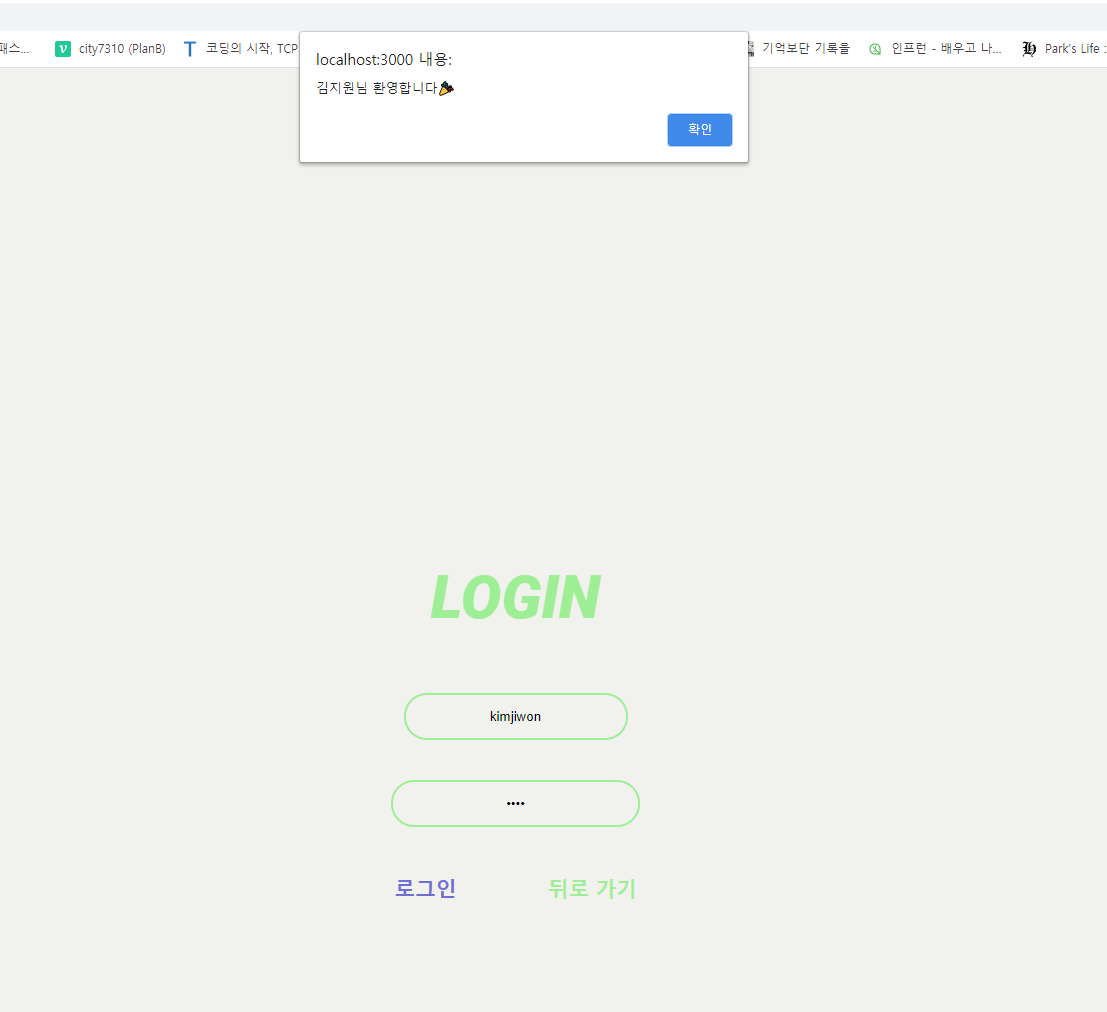 패스...
city7310 (PlanB)
T 코딩의 시작, TCP
기억보단 기록을
인프런 - 배우고 나...
Park's Life :
localhost:3000 내용:
김지원님 환영합니다🎉
확인
LOGIN
kimjiwon
••••
로그인
뒤로 가기